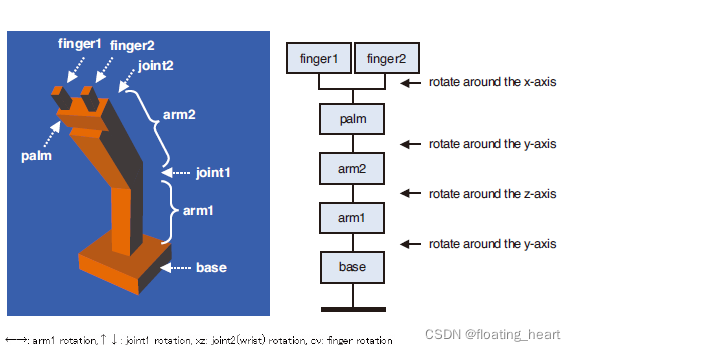 finger1 finger2
joint2
arm2
palm
joint1
arm1
base
finger1 finger2
rotate around the x-axis
palm
rotate around the y-axis
arm2
rotate around the z-axis
arm1
rotate around the y-axis
base
←→: arm1 rotation, ↑↓: joint1 rotation, xz: joint2(wrist) rotation, cv: finger rotation
CSDN @floating_heart